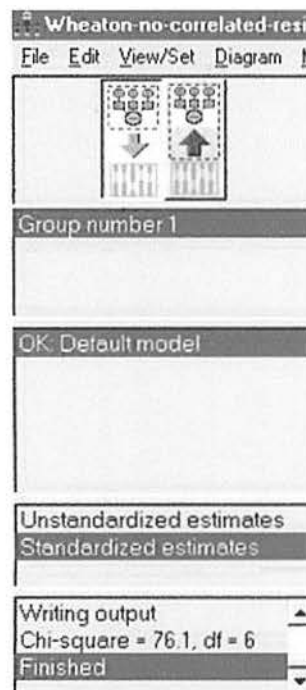 Wheaton-no-correlated-resi
File Edit View/Set Diagram
Group number 1
OK: Default model
Unstandardized estimates
Standardized estimates
Writing output
Chi-square = 76.1, df = 6
Finished